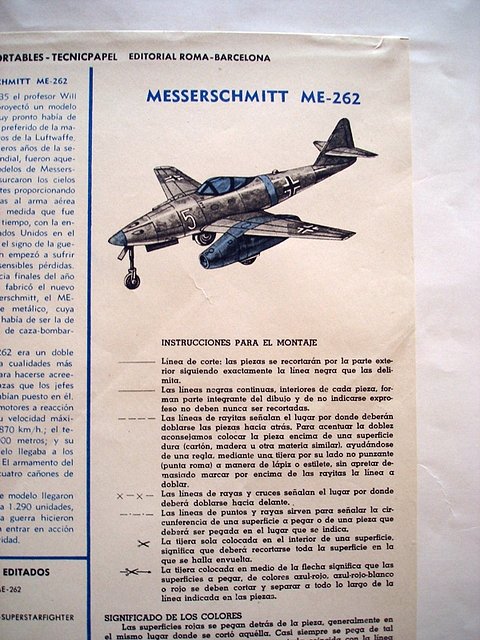 ORTABLES - TECNICPAPEL EDITORIAL ROMA-BARCELONA
CHMITT ME-262
35 el profesor Will
proyectó un modelo
uy pronto había de
preferido de la ma-
os de la Luftwaffe.
eros años de la se-
ndial, fueron aque-
odelos de Messers-
surcaron los cielos
tes proporcionando
as al arma aérea
medida que fue
tiempo, con la en-
ados Unidos en el
el signo de la gue-
h empezó a sufrir
sensibles pérdidas.
cia finales del año
fabricó el nuevo
erschmitt, el ME-
e metálico, cuya
había de ser la de
de caza-bombar-
262 era un doble
cualidades más
ara hacerse acree-
azas que los jefes
abían puesto en él.
motores a reacción
u velocidad máxi-
870 km/h.; el te-
00 metros; y su
elo llegaba a los
El armamento del
cuatro cañones de
e modelo llegaron
a 1.290 unidades,
a guerra hicieron
entrar en acción
idad.
EDITADOS
ME-262
-SUPERSTARFIGHTER
MESSERSCHMITT ME-262
15
INSTRUCCIONES PARA EL MONTAJE
Línea de corte: las piezas se recortarán por la parte exte-
rior siguiendo exactamente la línea negra que las deli-
mita.
Las líneas negras continuas, interiores de cada pieza, for-
man parte integrante del dibujo y de no indicarse expro-
feso no deben nunca ser recortadas.
Las líneas de rayitas señalan el lugar por donde deberán
doblarse las piezas hacia atrás. Para acentuar la doblez
aconsejamos colocar la pieza encima de una superficie
dura (cartón, madera u otra materia similar), ayudándose
de una regla, mediante una tijera por su lado no punzante
(punta roma) a manera de lápiz o estilete, sin apretar de-
masiado marcar por encima de las rayitas la línea a
doblar.
Las líneas de rayas y cruces señalan el lugar por donde
deberá doblarse hacia delante.
Las líneas de puntos y rayas sirven para señalar la cir-
cunferencia de una superficie a pegar o de una pieza que
deberá ser pegada en el lugar que se indica.
La tijera sola colocada en el interior de una superficie,
significa que deberá recortarse toda la superficie en la
que se halla envuelta.
La tijera colocada en medio de la flecha significa que las
superficies a pegar, de colores azul-rojo, azul-rojo-blanco
o rojo se deben cortar y separar a todo lo largo de la
línea indicada en las piezas.
SIGNIFICADO DE LOS COLORES
Las superficies rojas se pegan detrás de la pieza, generalmente en
el mismo lugar donde se cortó aquélla. Casi siempre se pega de tal